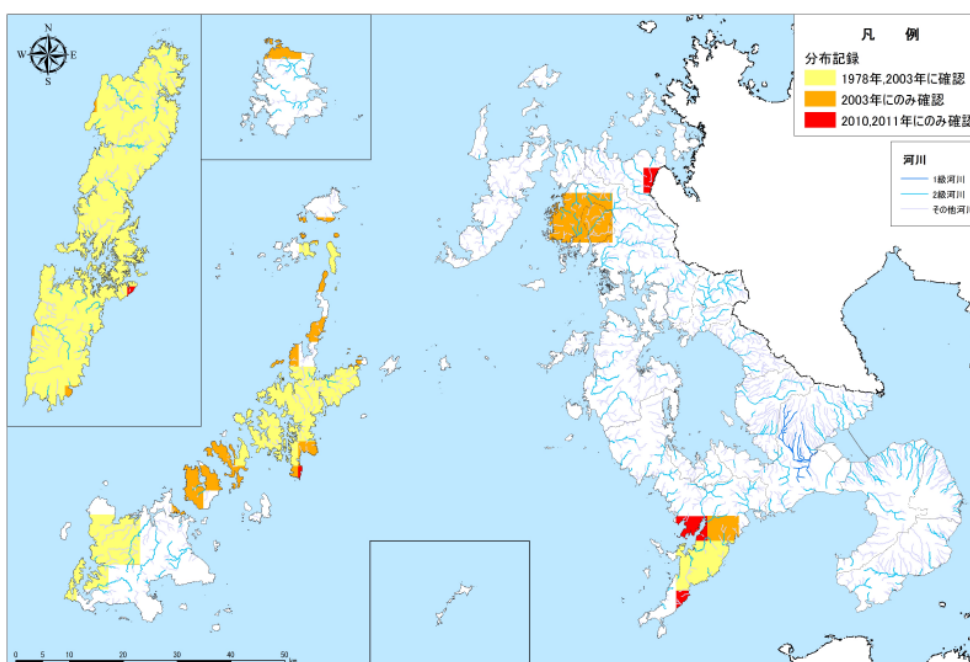 N
W E
S
凡 例
分布記録
1978年,2003年に確認
2003年にのみ確認
2010,2011年にのみ確認
河川
1級河川
2級河川
その他河川
0 5 10 20 30 40 50
km